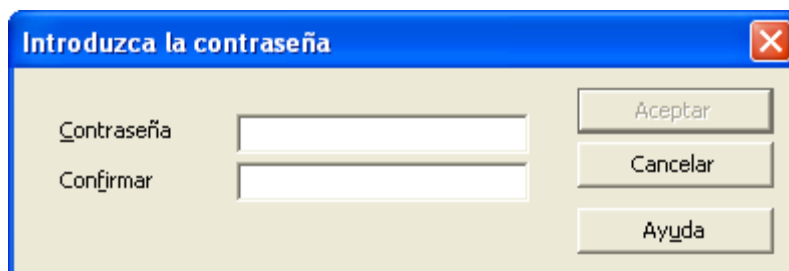 Introduzca la contraseña
Contraseña
Confirmar
Aceptar
Cancelar
Ayuda